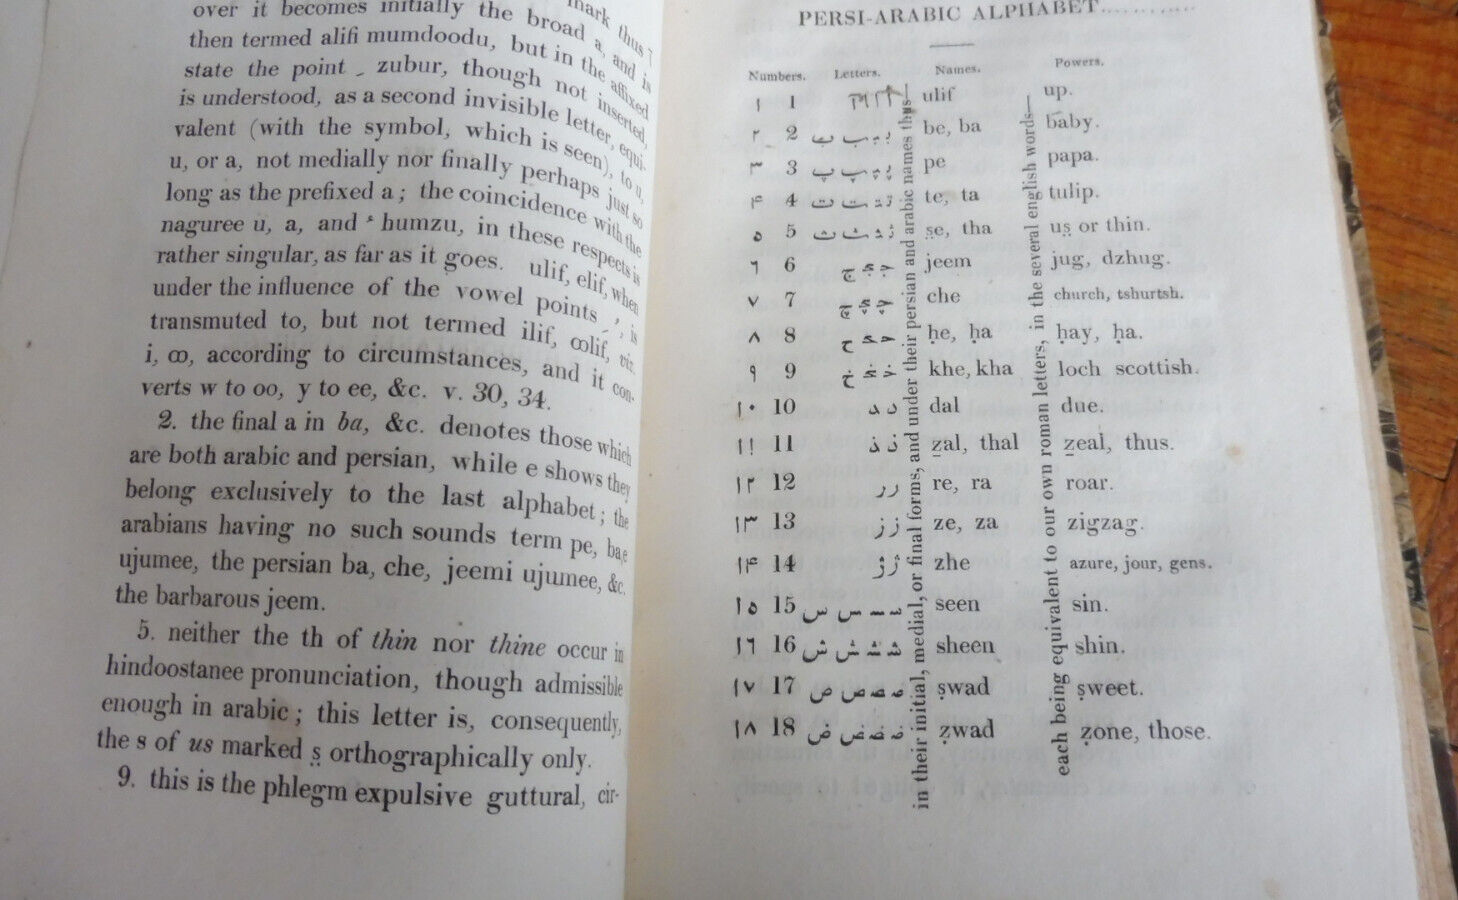 mark thus
over it becomes initially the broad a, and is
then termed alifi mumdoodu, but in the affixed
state the point , zubur, though not inserted,
is understood, as a second invisible letter, equi-
valent (with the symbol, which is seen), to u,
u, or a, not medially nor finally perhaps just so
long as the prefixed a; the coincidence with the
naguree u, a, and ء humzu, in these respects is
rather singular, as far as it goes. ulif, elif, when
under the influence of the vowel points , ʼ, is
transmuted to, but not termed ilif, ꝏlif, viz.
i, ꝏ, according to circumstances, and it con-
verts w to oo, y to ee, &c. v. 30, 34.
2. the final a in ba, &c. denotes those which
are both arabic and persian, while e shows they
belong exclusively to the last alphabet; the
arabians having no such sounds term pe, bae
ujumee, the persian ba, che, jeemi ujumee, &c.
the barbarous jeem.
5. neither the th of thin nor thine occur in
hindoostanee pronunciation, though admissible
enough in arabic; this letter is, consequently,
the s of us marked s̤ orthographically only.
9. this is the phlegm expulsive guttural, cir-
PERSI-ARABIC ALPHABET............
Numbers. Letters. Names. Powers.
١ 1 ulif up.
٢ 2 ب ب ب be, ba baby.
٣ 3 پ پ پ pe papa.
۴ 4 ت ت ت te, ta tulip.
٥ 5 ث ث ث s̤e, tha us̤ or thin.
٦ 6 ج ج ج jeem jug, dzhug.
٧ 7 چ چ چ che church, tshurtsh.
٨ 8 ح ح ح ḥe, ḥa ḥay, ḥa.
٩ 9 خ خ خ khe, kha loch scottish.
١٠ 10 د د dal due.
١١ 11 ذ ذ ẕal, thal ẕeal, thus.
١٢ 12 ر ر re, ra roar.
١٣ 13 ز ز ze, za zigzag.
١۴ 14 ژ ژ zhe azure, jour, gens.
١٥ 15 س س س seen sin.
١٦ 16 ش ش ش ش sheen shin.
١٧ 17 ص ص ص ص ṣwad ṣweet.
١٨ 18 ض ض ض ض ẓwad ẓone, those.
in their initial, medial, or final forms, and under their persian and arabic names thus—
each being equivalent to our own roman letters, in the several english words—